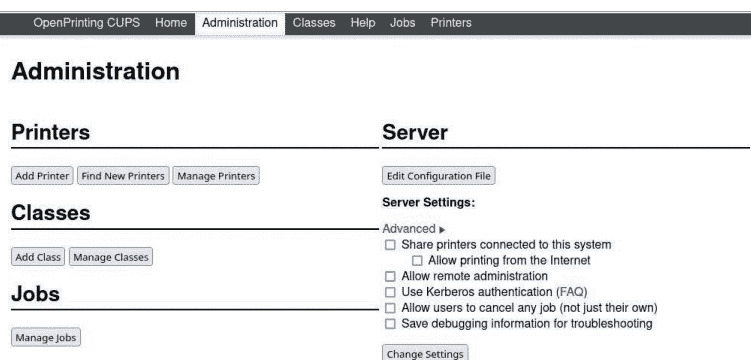 OpenPrinting CUPS Home Administration Classes Help Jobs Printers
Administration
Printers
Add Printer Find New Printers Manage Printers
Classes
Add Class Manage Classes
Jobs
Manage Jobs
Server
Edit Configuration File
Server Settings:
Advanced ▸
Share printers connected to this system
Allow printing from the Internet
Allow remote administration
Use Kerberos authentication (FAQ)
Allow users to cancel any job (not just their own)
Save debugging information for troubleshooting
Change Settings